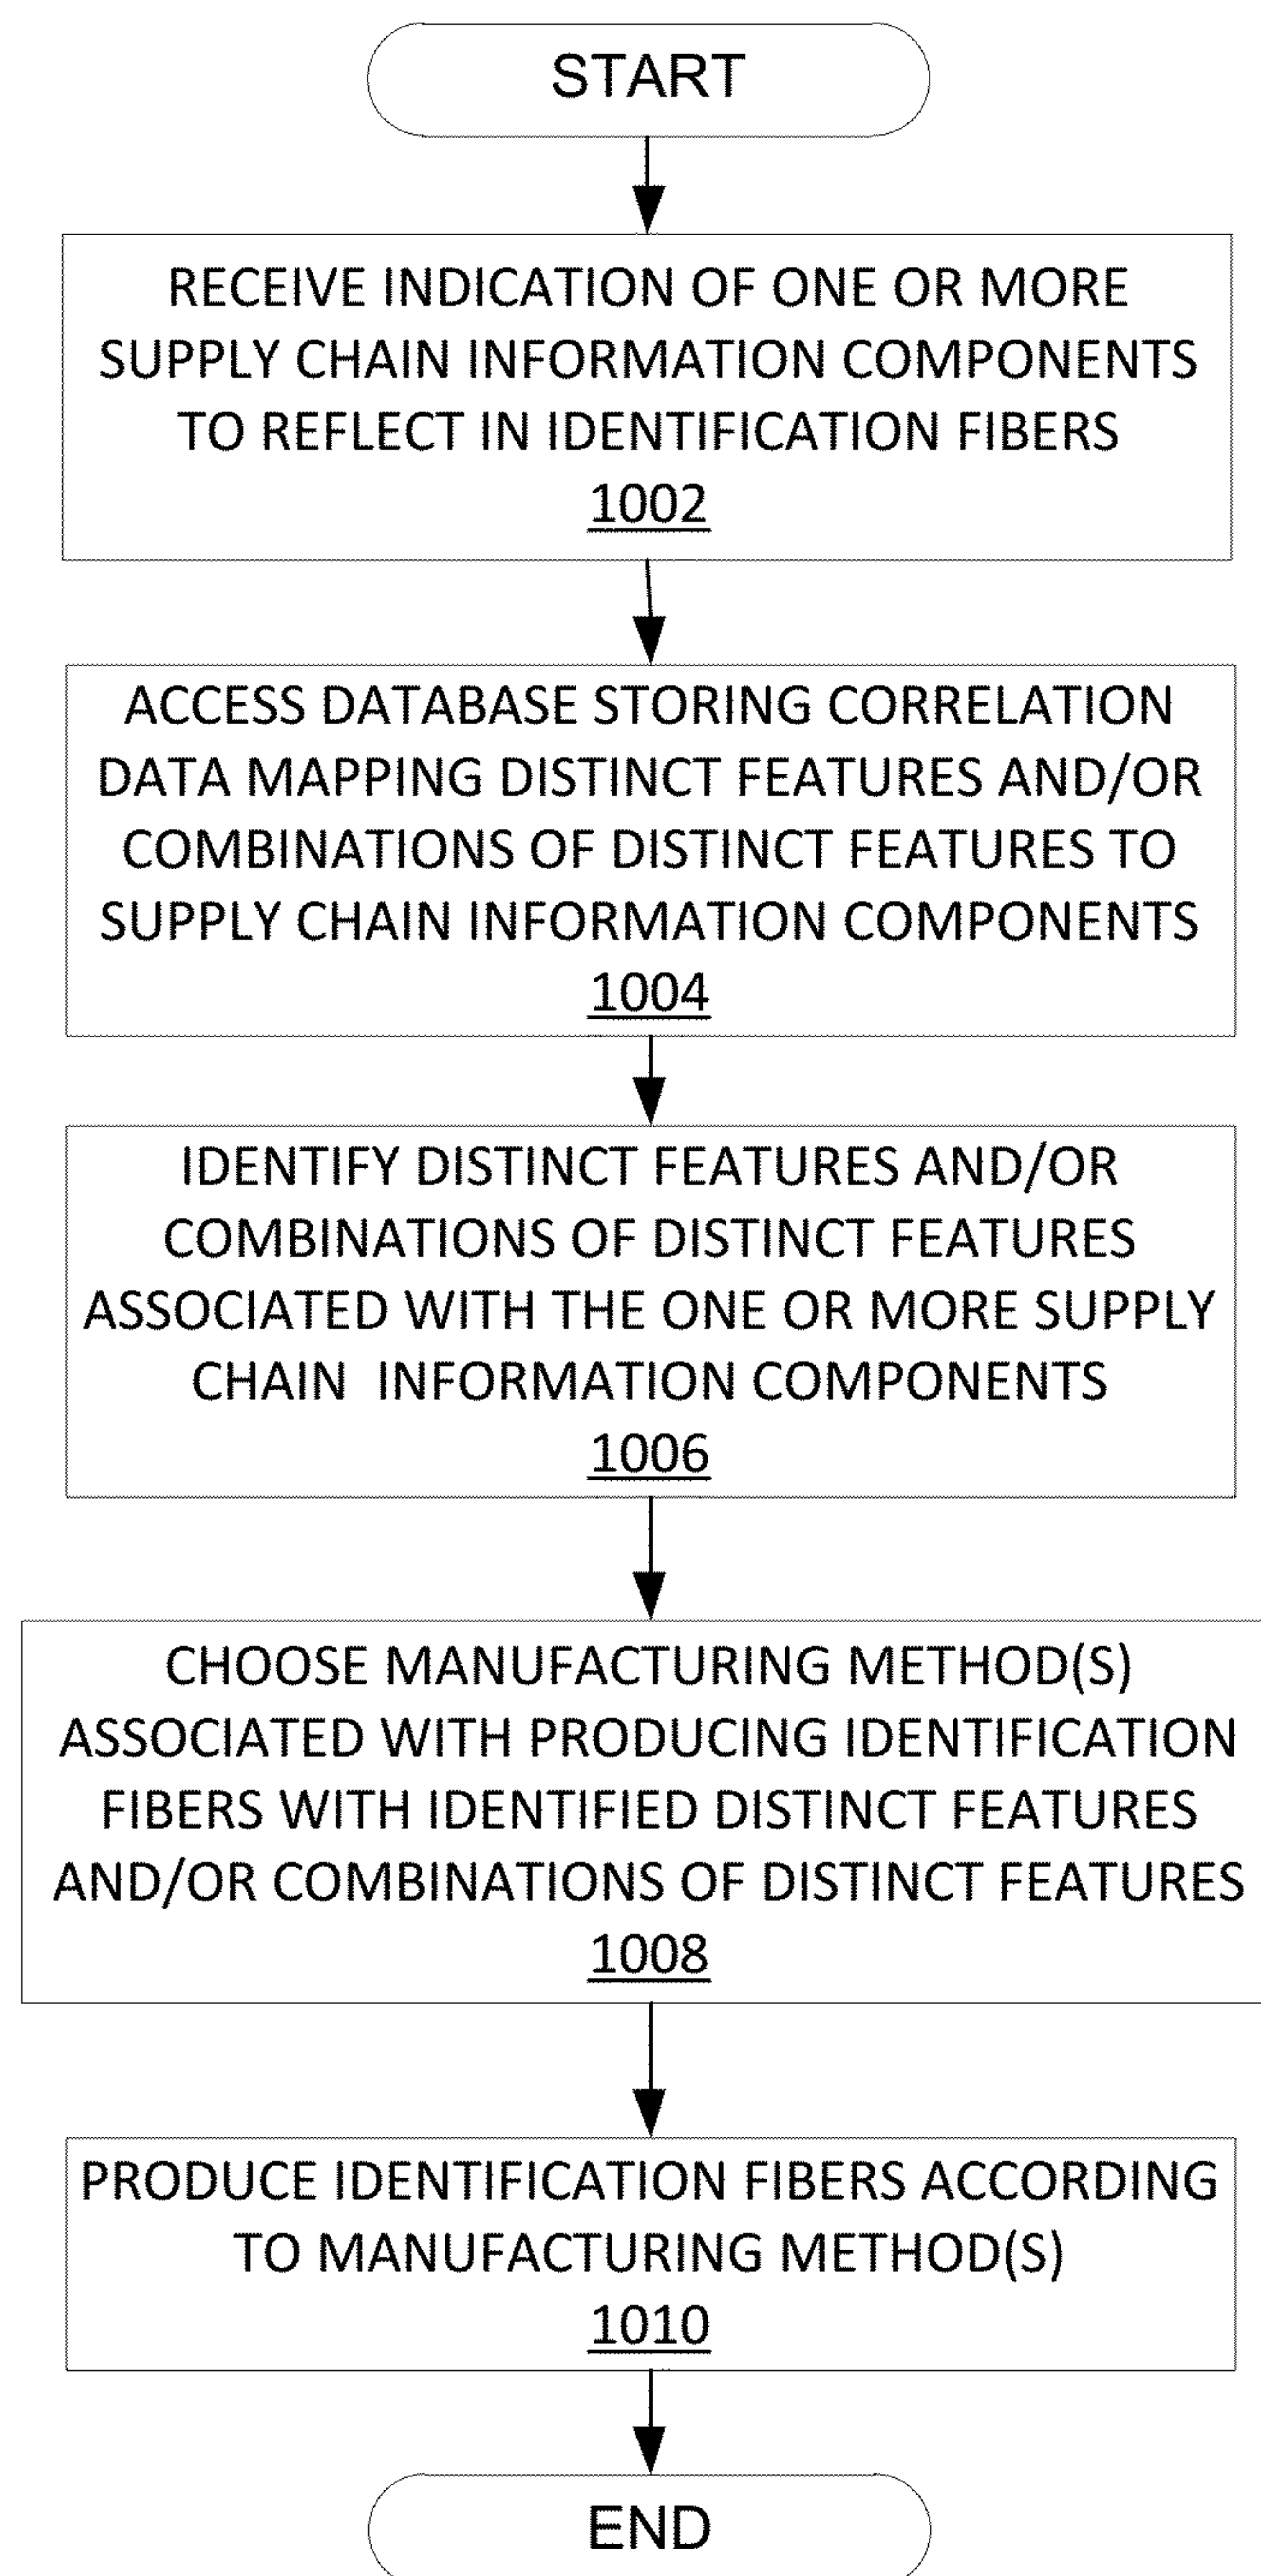 START
RECEIVE INDICATION OF ONE OR MORE
SUPPLY CHAIN INFORMATION COMPONENTS
TO REFLECT IN IDENTIFICATION FIBERS
1002
ACCESS DATABASE STORING CORRELATION
DATA MAPPING DISTINCT FEATURES AND/OR
COMBINATIONS OF DISTINCT FEATURES TO
SUPPLY CHAIN INFORMATION COMPONENTS
1004
IDENTIFY DISTINCT FEATURES AND/OR
COMBINATIONS OF DISTINCT FEATURES
ASSOCIATED WITH THE ONE OR MORE SUPPLY
CHAIN INFORMATION COMPONENTS
1006
CHOOSE MANUFACTURING METHOD(S)
ASSOCIATED WITH PRODUCING IDENTIFICATION
FIBERS WITH IDENTIFIED DISTINCT FEATURES
AND/OR COMBINATIONS OF DISTINCT FEATURES
1008
PRODUCE IDENTIFICATION FIBERS ACCORDING
TO MANUFACTURING METHOD(S)
1010
END